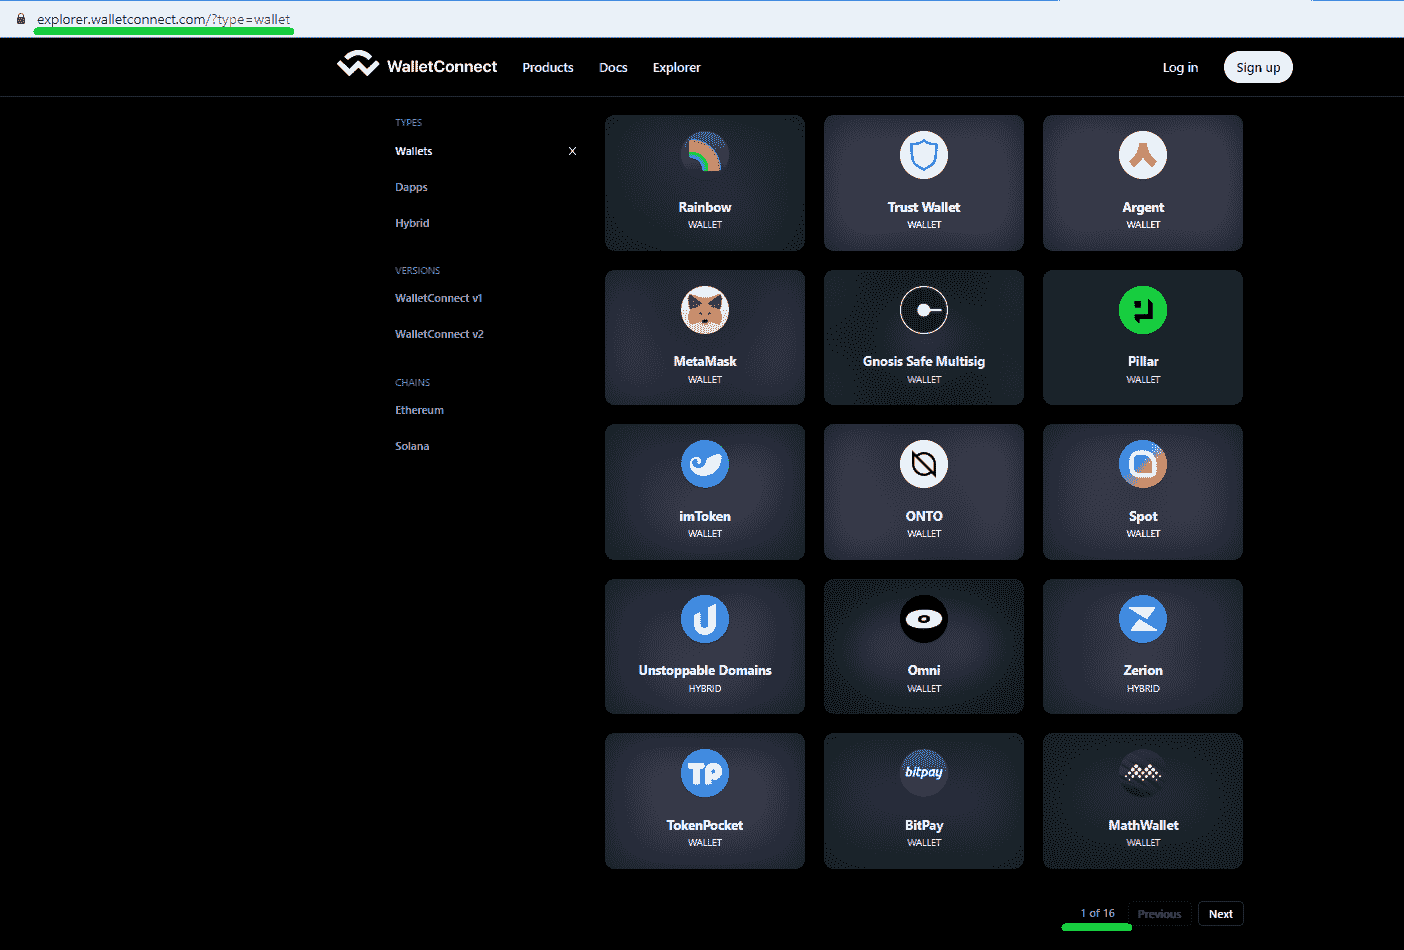 explorer.walletconnect.com/?type=wallet
WalletConnect Products Docs Explorer Log in Sign up
TYPES
Wallets X
Dapps
Hybrid
VERSIONS
WalletConnect v1
WalletConnect v2
CHAINS
Ethereum
Solana
Rainbow
WALLET
Trust Wallet
WALLET
Argent
WALLET
MetaMask
WALLET
Gnosis Safe Multisig
WALLET
Pillar
WALLET
imToken
WALLET
ONTO
WALLET
Spot
WALLET
Unstoppable Domains
HYBRID
Omni
WALLET
Zerion
HYBRID
TP
TokenPocket
WALLET
bitpay
BitPay
WALLET
MathWallet
WALLET
1 of 16 Previous Next